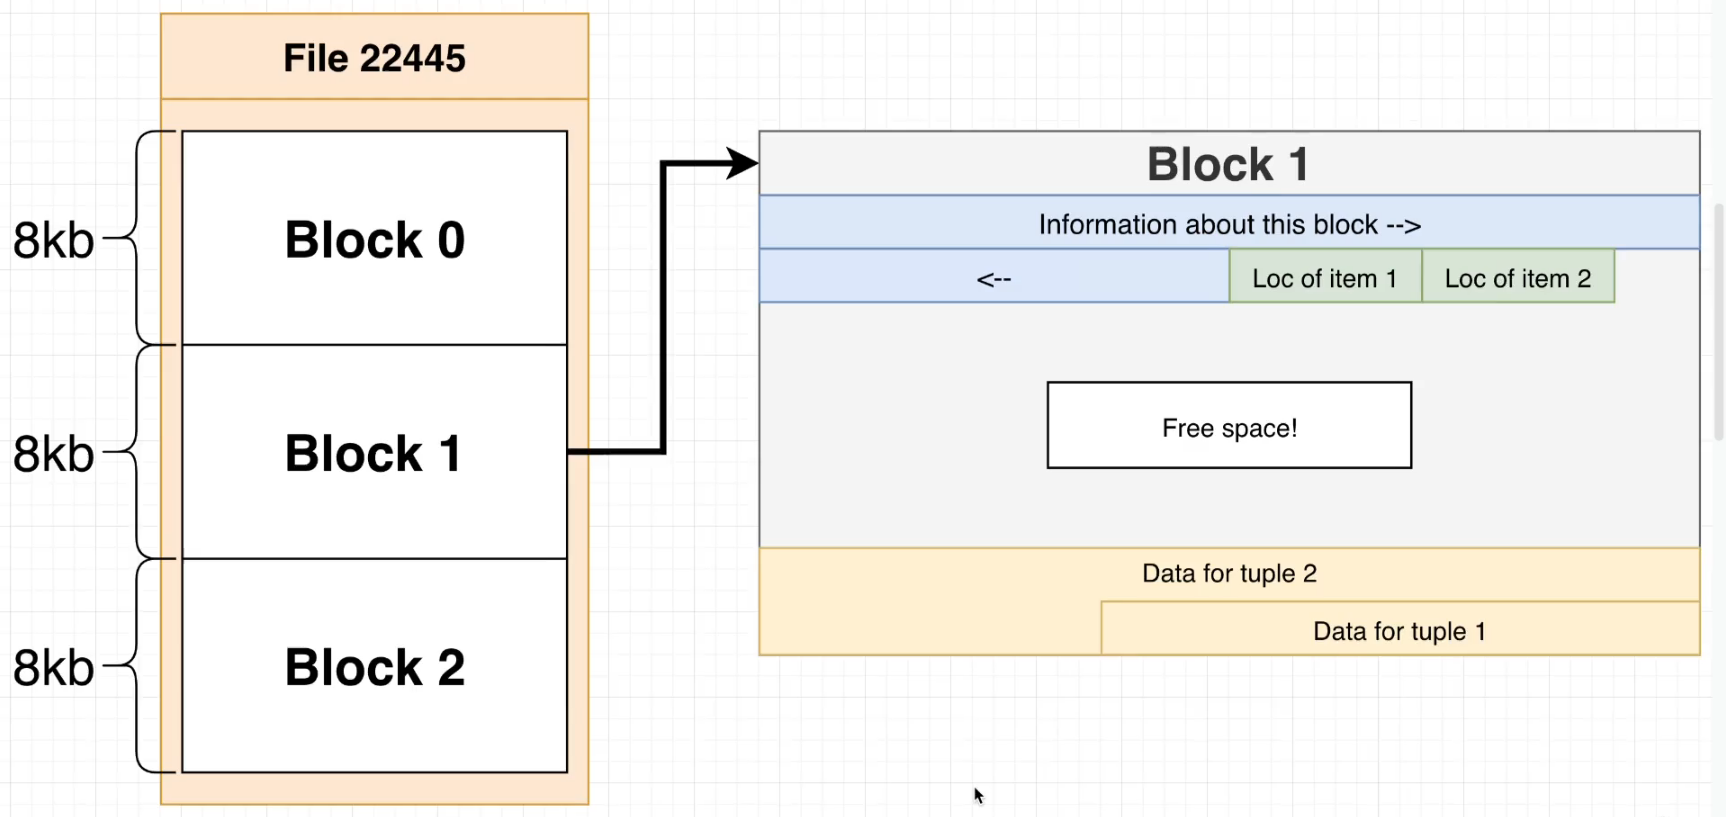 File 22445
8kb
Block 0
8kb
Block 1
8kb
Block 2
Block 1
Information about this block -->
<--
Loc of item 1
Loc of item 2
Free space!
Data for tuple 2
Data for tuple 1